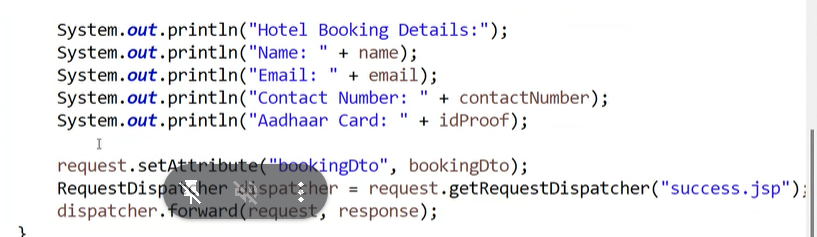 System.out.println("Hotel Booking Details:");
System.out.println("Name: " + name);
System.out.println("Email: " + email);
System.out.println("Contact Number: " + contactNumber);
System.out.println("Aadhaar Card: " + idProof);
request.setAttribute("bookingDto", bookingDto);
RequestDispatcher dispatcher = request.getRequestDispatcher("success.jsp");
dispatcher.forward(request, response);
}